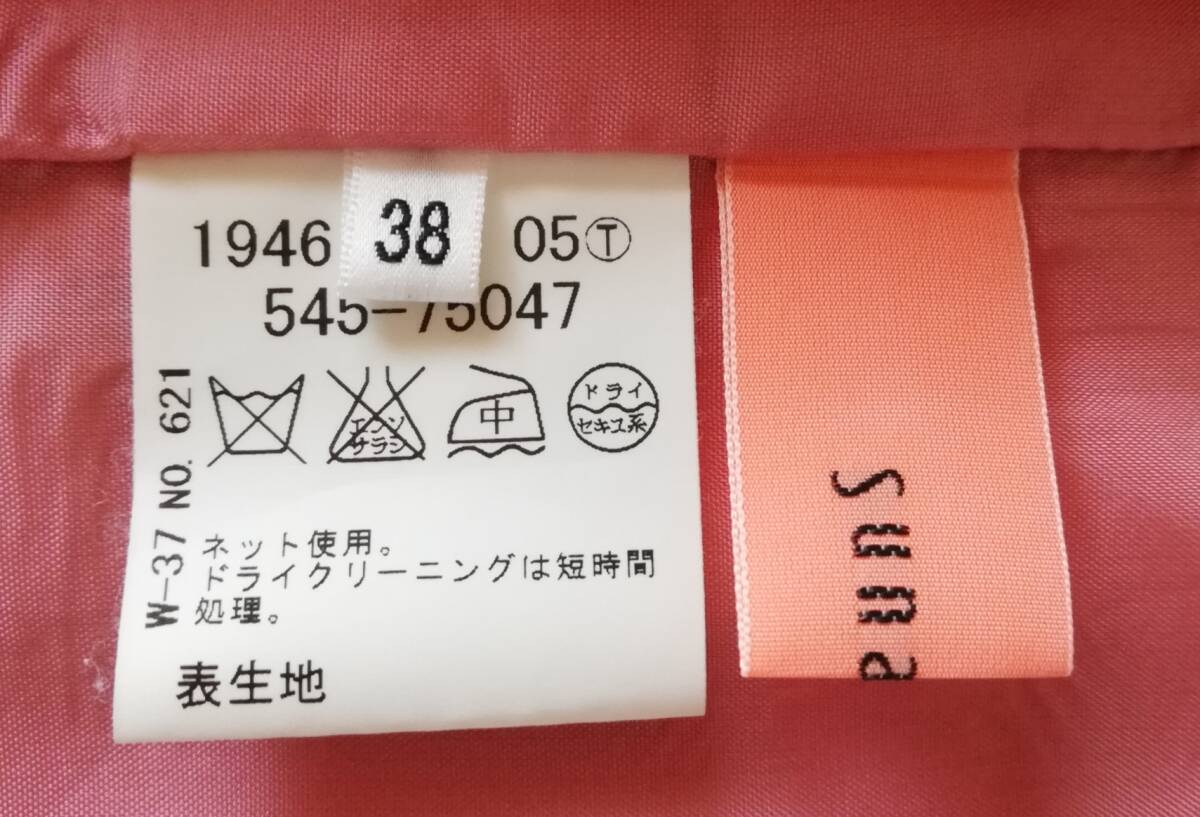 1946 38 05Ⓣ
545-75047
エンソ
サラシ
中
ドライ
セキユ系
W-37 NO. 621
ネット使用。
ドライクリーニングは短時間
処理。
表生地